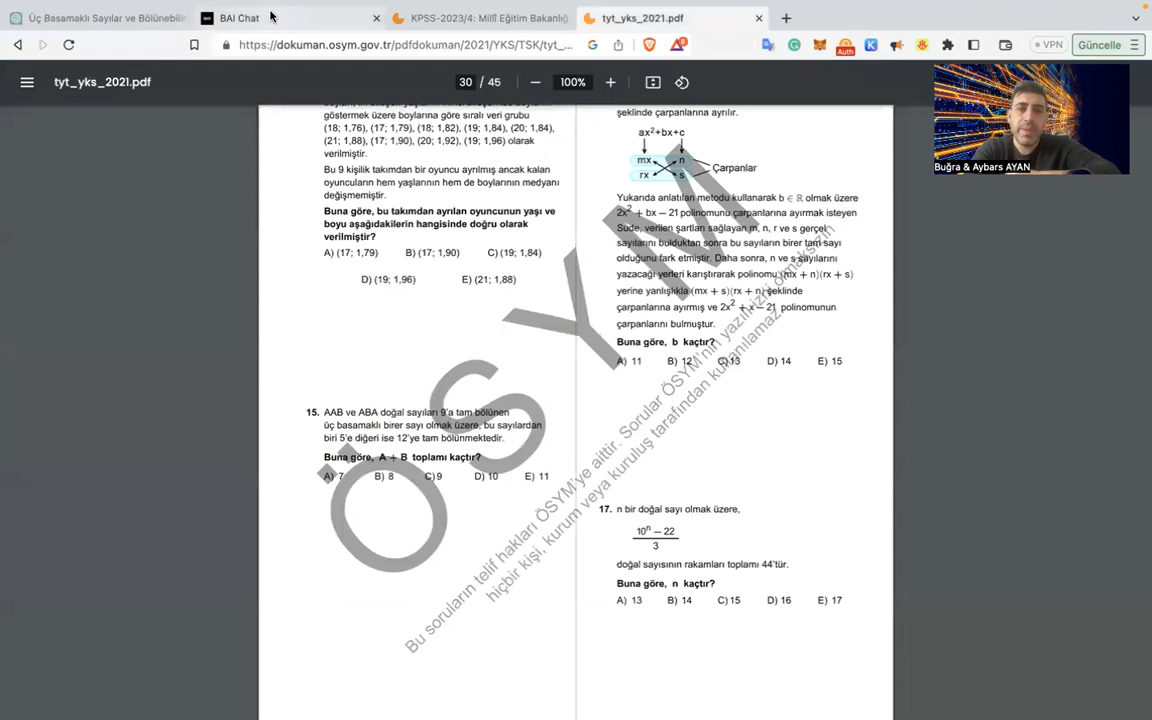 Üç Basamaklı Sayılar ve Bölünebilir
BAI Chat
KPSS-2023/4: Millî Eğitim Bakanlığ
tyt_yks_2021.pdf
https://dokuman.osym.gov.tr/pdfdokuman/2021/YKS/TSK/tyt_...
Auth
VPN
Güncelle
tyt_yks_2021.pdf
30 / 45
100%
Buğra & Aybars AYAN
göstermek üzere boylarına göre sıralı veri grubu
(18; 1,76), (17; 1,79), (18; 1,82), (19; 1,84), (20; 1,84),
(21; 1,88), (17; 1,90), (20; 1,92), (19; 1,96) olarak
verilmiştir.
Bu 9 kişilik takımdan bir oyuncu ayrılmış ancak kalan
oyuncuların hem yaşlarının hem de boylarının medyanı
değişmemiştir.
Buna göre, bu takımdan ayrılan oyuncunun yaşı ve
boyu aşağıdakilerin hangisinde doğru olarak
verilmiştir?
A) (17; 1,79) B) (17; 1,90) C) (19; 1,84)
D) (19; 1,96) E) (21; 1,88)
15. AAB ve ABA doğal sayıları 9'a tam bölünen
üç basamaklı birer sayı olmak üzere, bu sayılardan
biri 5'e diğeri ise 12'ye tam bölünmektedir.
Buna göre, A + B toplamı kaçtır?
A) 7 B) 8 C) 9 D) 10 E) 11
şeklinde çarpanlarına ayrılır.
ax²+bx+c
mx n
rx s
Çarpanlar
Yukarıda anlatılan metodu kullanarak b ∈ ℝ olmak üzere
2x² + bx – 21 polinomunu çarpanlarına ayırmak isteyen
Sude, verilen şartları sağlayan m, n, r ve s gerçel
sayılarını bulduktan sonra bu sayıların birer tam sayı
olduğunu fark etmiştir. Daha sonra, n ve s sayılarını
yazacağı yerleri karıştırarak polinomu (mx + n)(rx + s)
yerine yanlışlıkla (mx + s)(rx + n) şeklinde
çarpanlarına ayırmış ve 2x² + x – 21 polinomunun
çarpanlarını bulmuştur.
Buna göre, b kaçtır?
A) 11 B) 12 C) 13 D) 14 E) 15
17. n bir doğal sayı olmak üzere,
10ⁿ – 22
3
doğal sayısının rakamları toplamı 44'tür.
Buna göre, n kaçtır?
A) 13 B) 14 C) 15 D) 16 E) 17
ÖSYM
Bu soruların telif hakları ÖSYM'ye aittir. Sorular ÖSYM'nin yazılı izni olmaksızın
hiçbir kişi, kurum veya kuruluş tarafından kullanılamaz.